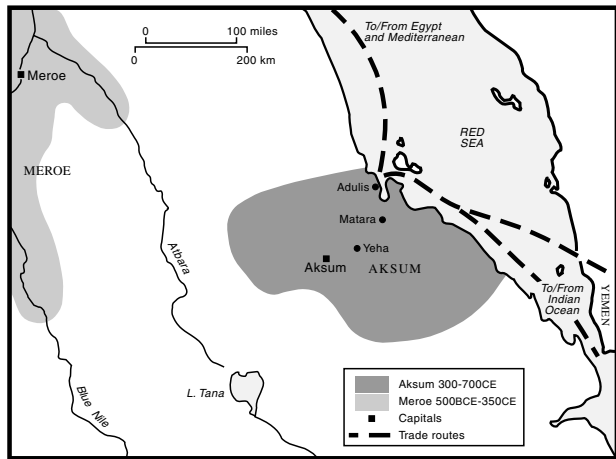 0 100 miles
0 200 km
To/From Egypt
and Mediterranean
Meroe
RED
SEA
MEROE
Adulis
Matara
Yeha
Aksum
AKSUM
Atbara
To/From
Indian
Ocean
YEMEN
Blue Nile
L. Tana
Aksum 300-700CE
Meroe 500BCE-350CE
Capitals
Trade routes